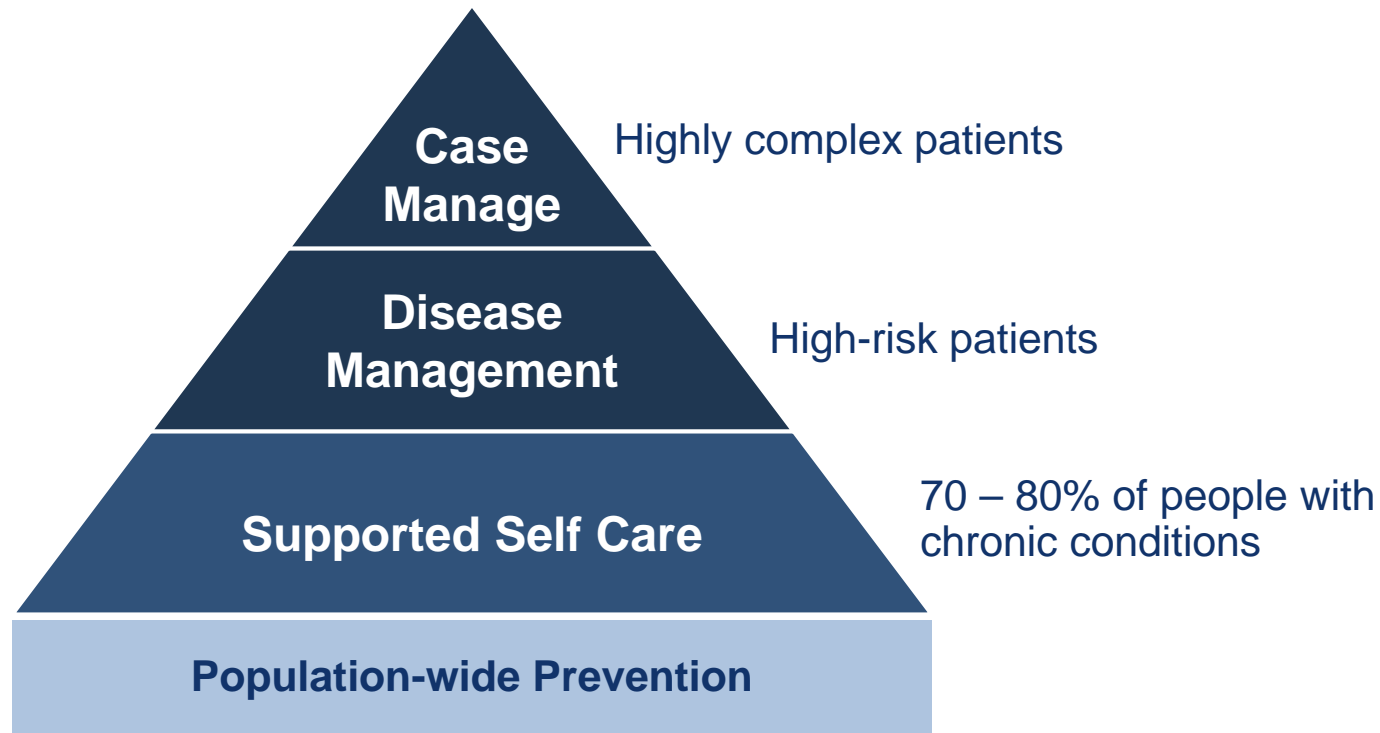 Case
Manage
Highly complex patients
Disease
Management
High-risk patients
Supported Self Care
70 – 80% of people with
chronic conditions
Population-wide Prevention